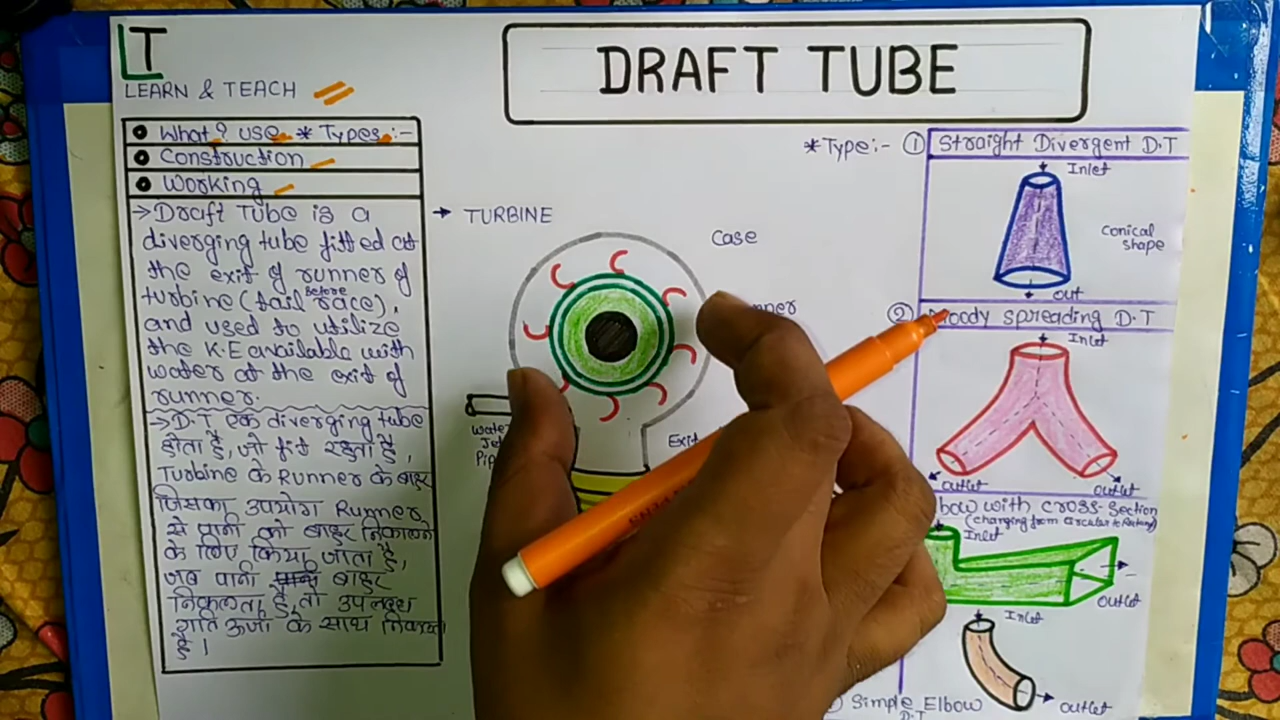 LT
LEARN & TEACH
DRAFT TUBE
What? Use * Types :-
Construction
Working
→Draft Tube is a
diverging tube fitted at
the exit of runner of
before
turbine (tail race),
and used to utilize
the K.E available with
water at the exit of
runner.
→D.T एक diverging tube
होता है, जो fit रहता है,
Turbine के Runner के बाहर
जिसका उपयोग Runner
से पानी को बाहर निकालने
के लिए किया जाता है,
जब पानी बाहर
निकलता है, तो उपलब्ध
गति ऊर्जा के साथ
है।
→ TURBINE
Case
Water
Jet
Exit
*Type:- ① Straight Divergent D.T
Inlet
Conical
shape
out
② Moody spreading D.T
Inlet
outlet
outlet
with cross-section
(changing from circular to
Inlet
Outlet
Inlet
outlet
Simple Elbow
D.T